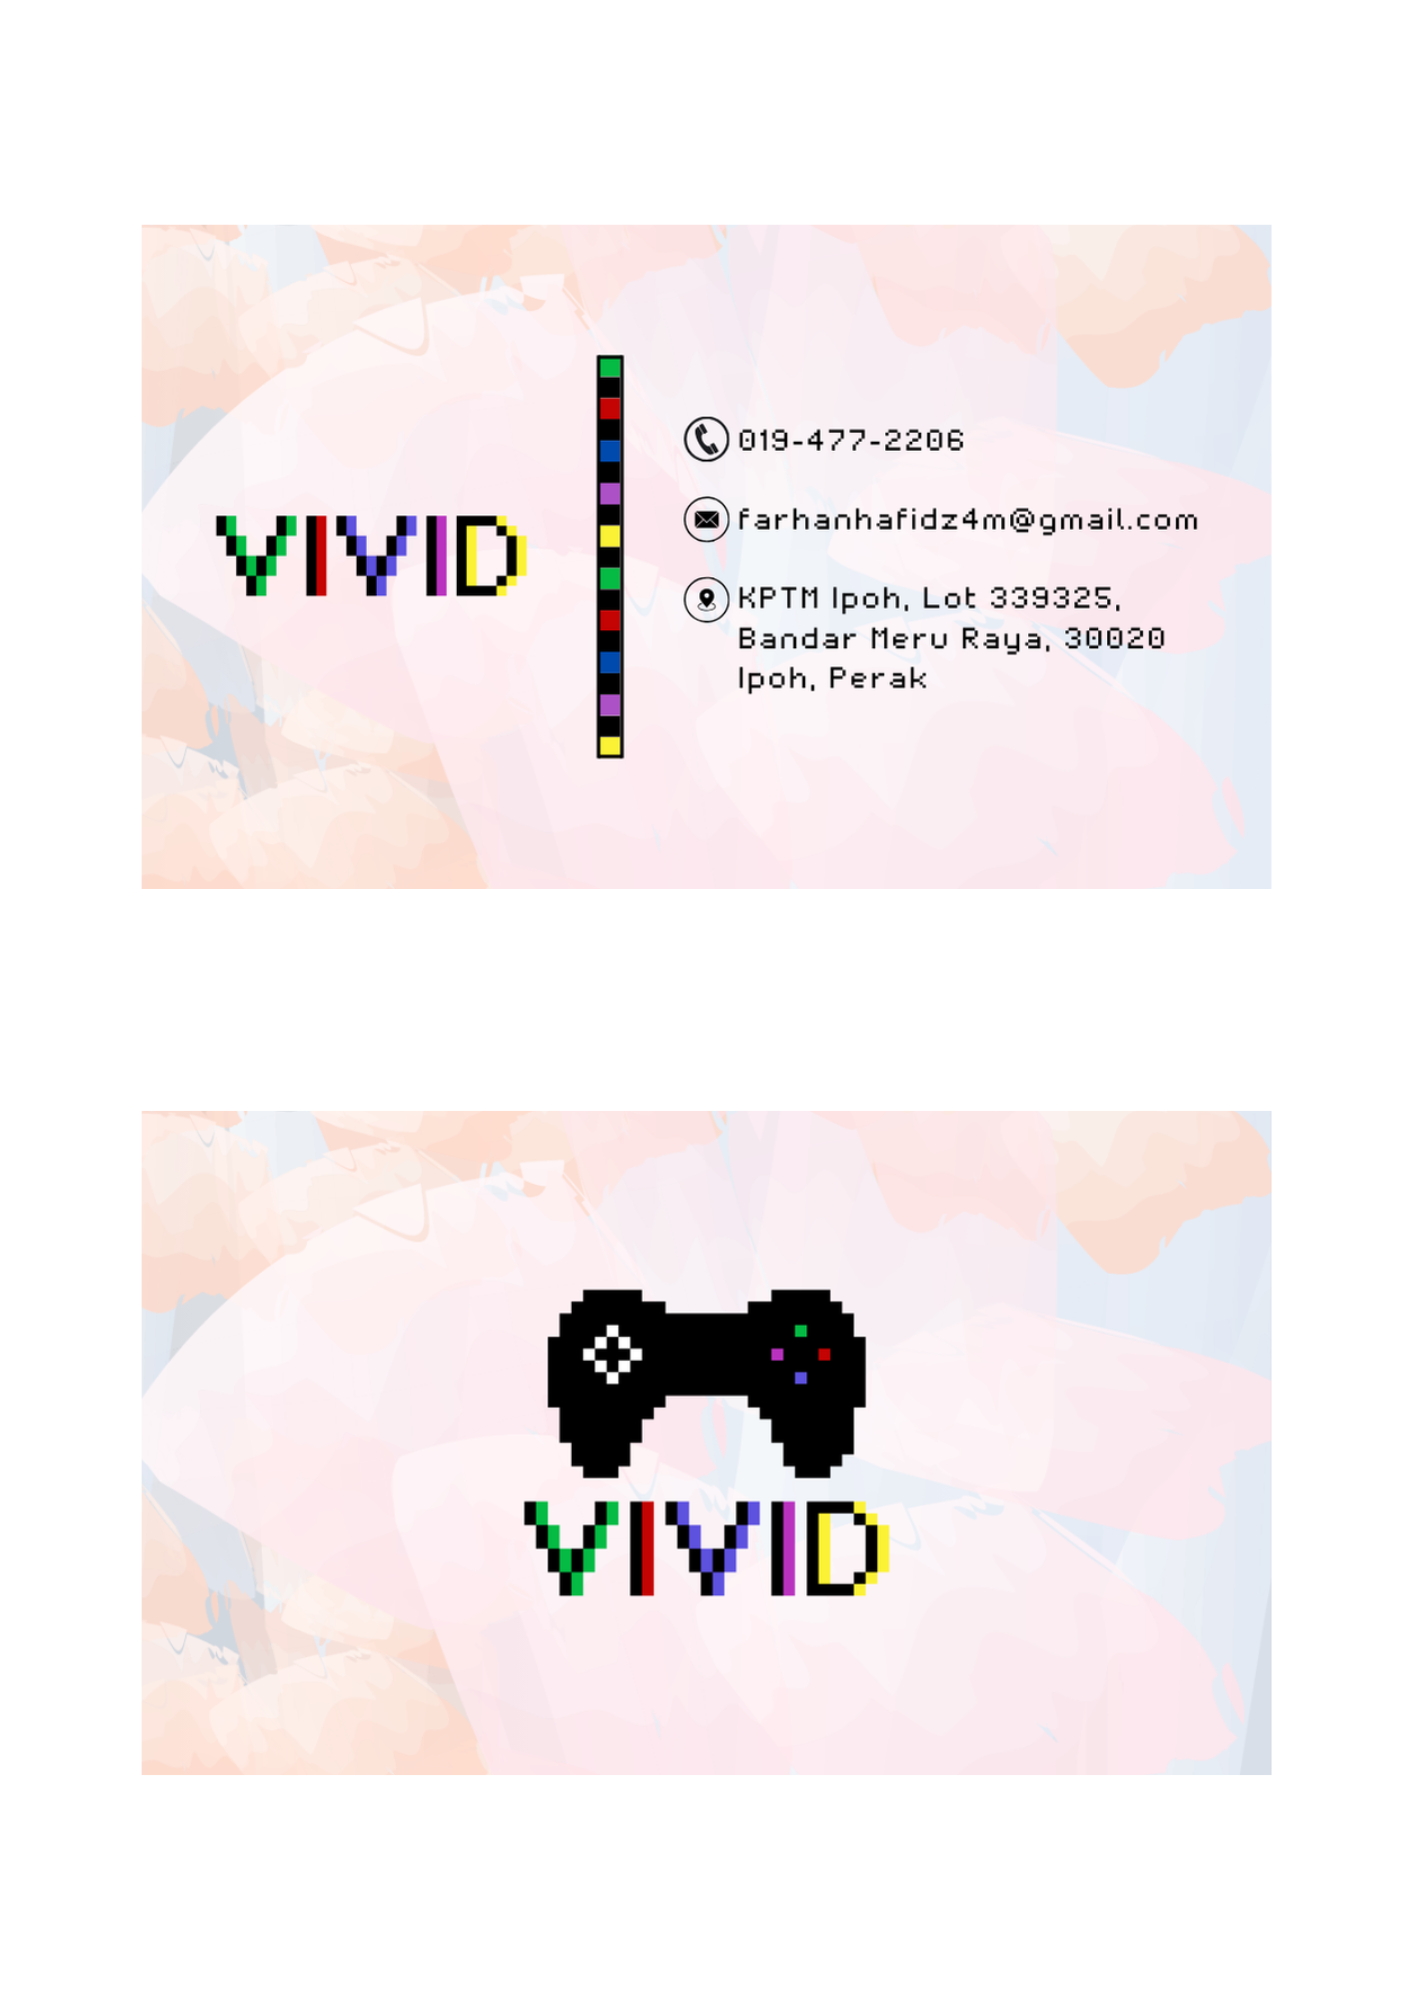 VIVID
019-477-2206
farhanhafidz4m@gmail.com
KPTM Ipoh, Lot 339325,
Bandar Meru Raya, 30020
Ipoh, Perak
VIVID